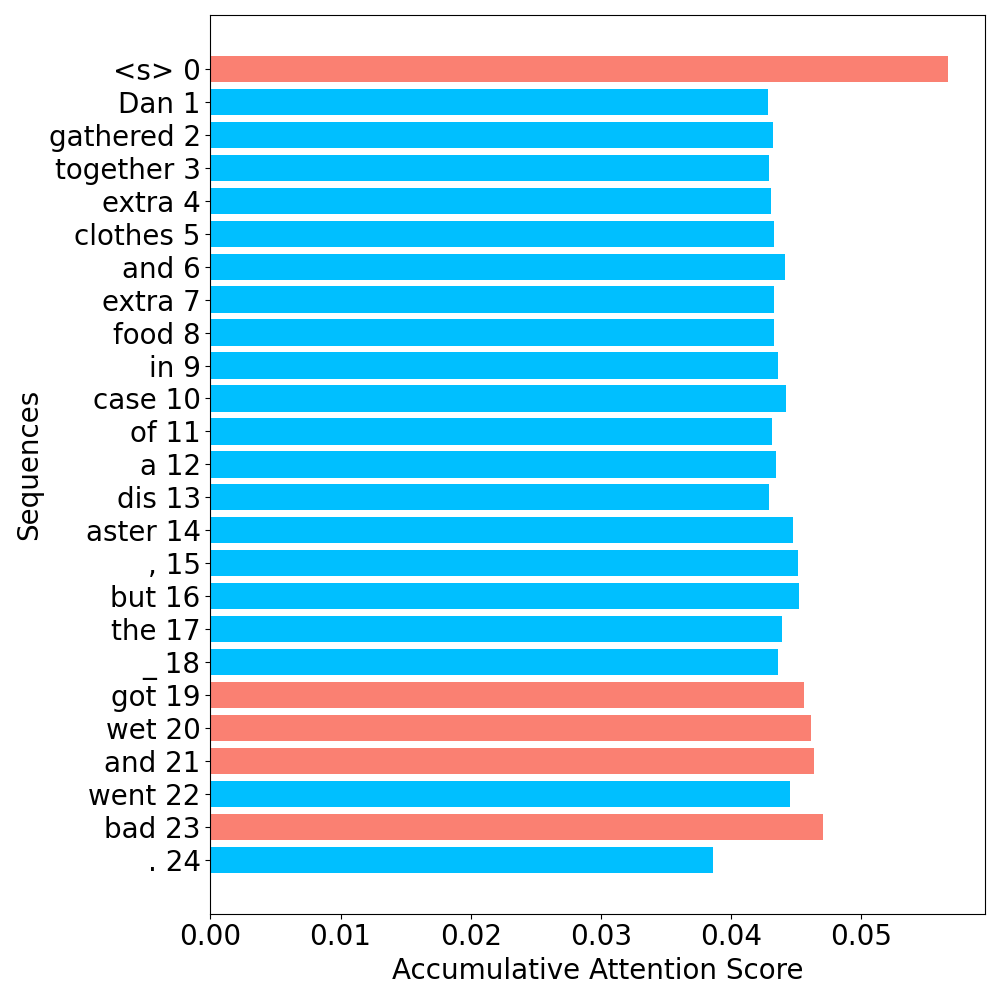 <s> 0
Dan 1
gathered 2
together 3
extra 4
clothes 5
and 6
extra 7
food 8
in 9
case 10
of 11
a 12
dis 13
aster 14
, 15
but 16
the 17
_ 18
got 19
wet 20
and 21
went 22
bad 23
. 24
Sequences
0.00 0.01 0.02 0.03 0.04 0.05
Accumulative Attention Score